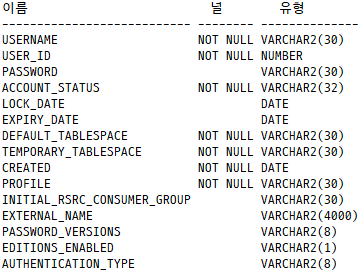 이름                           널        유형
---------------------------- -------- --------------
USERNAME                     NOT NULL VARCHAR2(30)
USER_ID                      NOT NULL NUMBER
PASSWORD                              VARCHAR2(30)
ACCOUNT_STATUS               NOT NULL VARCHAR2(32)
LOCK_DATE                             DATE
EXPIRY_DATE                           DATE
DEFAULT_TABLESPACE           NOT NULL VARCHAR2(30)
TEMPORARY_TABLESPACE         NOT NULL VARCHAR2(30)
CREATED                      NOT NULL DATE
PROFILE                      NOT NULL VARCHAR2(30)
INITIAL_RSRC_CONSUMER_GROUP           VARCHAR2(30)
EXTERNAL_NAME                         VARCHAR2(4000)
PASSWORD_VERSIONS                     VARCHAR2(8)
EDITIONS_ENABLED                      VARCHAR2(1)
AUTHENTICATION_TYPE                   VARCHAR2(8)